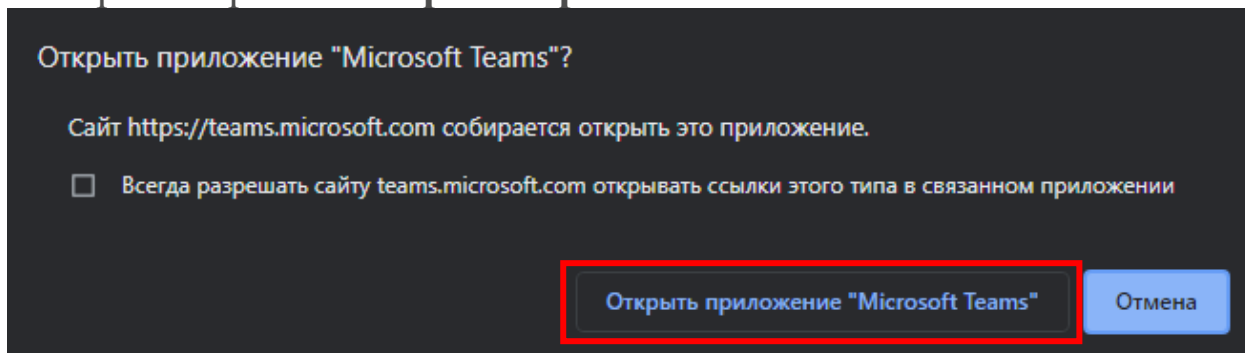 Открыть приложение "Microsoft Teams"?
Сайт https://teams.microsoft.com собирается открыть это приложение.
Всегда разрешать сайту teams.microsoft.com открывать ссылки этого типа в связанном приложении
Открыть приложение "Microsoft Teams"
Отмена